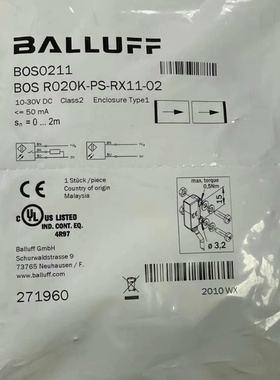 BALLUFF
BOS0211
BOS R020K-PS-RX11-02
10-30V DC Class2 Enclosure Type1
<= 50 mA
sn = 0 ... 2m
max. torque
0,5Nm
15
ø 3,2
1 Stück/piece
Country of origin
Malaysia
C UL US LISTED
IND. CONT. EQ.
4R97
Balluff GmbH
Schurwaldstrasse 9
73765 Neuhausen / F.
www.balluff.com
271960
2010 WX